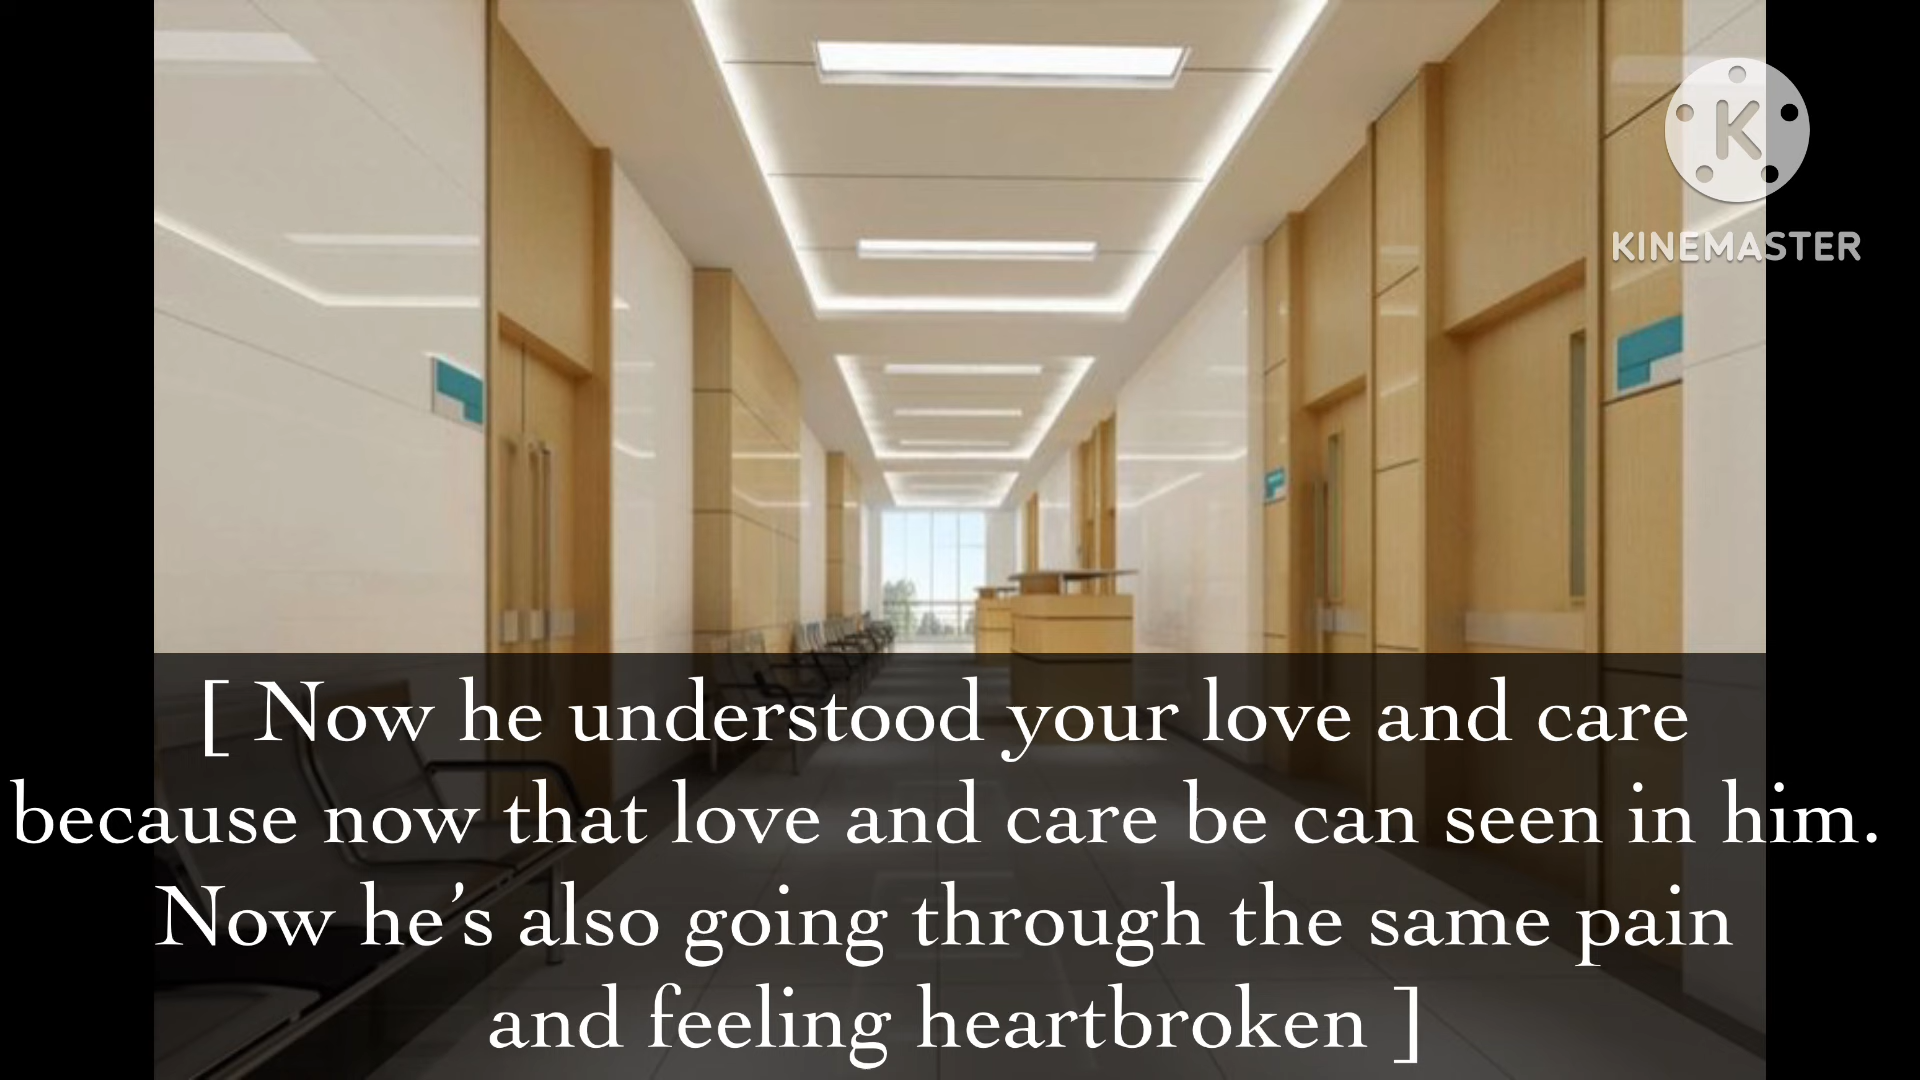 K
KINEMASTER
[ Now he understood your love and care
because now that love and care be can seen in him.
Now he's also going through the same pain
and feeling heartbroken ]